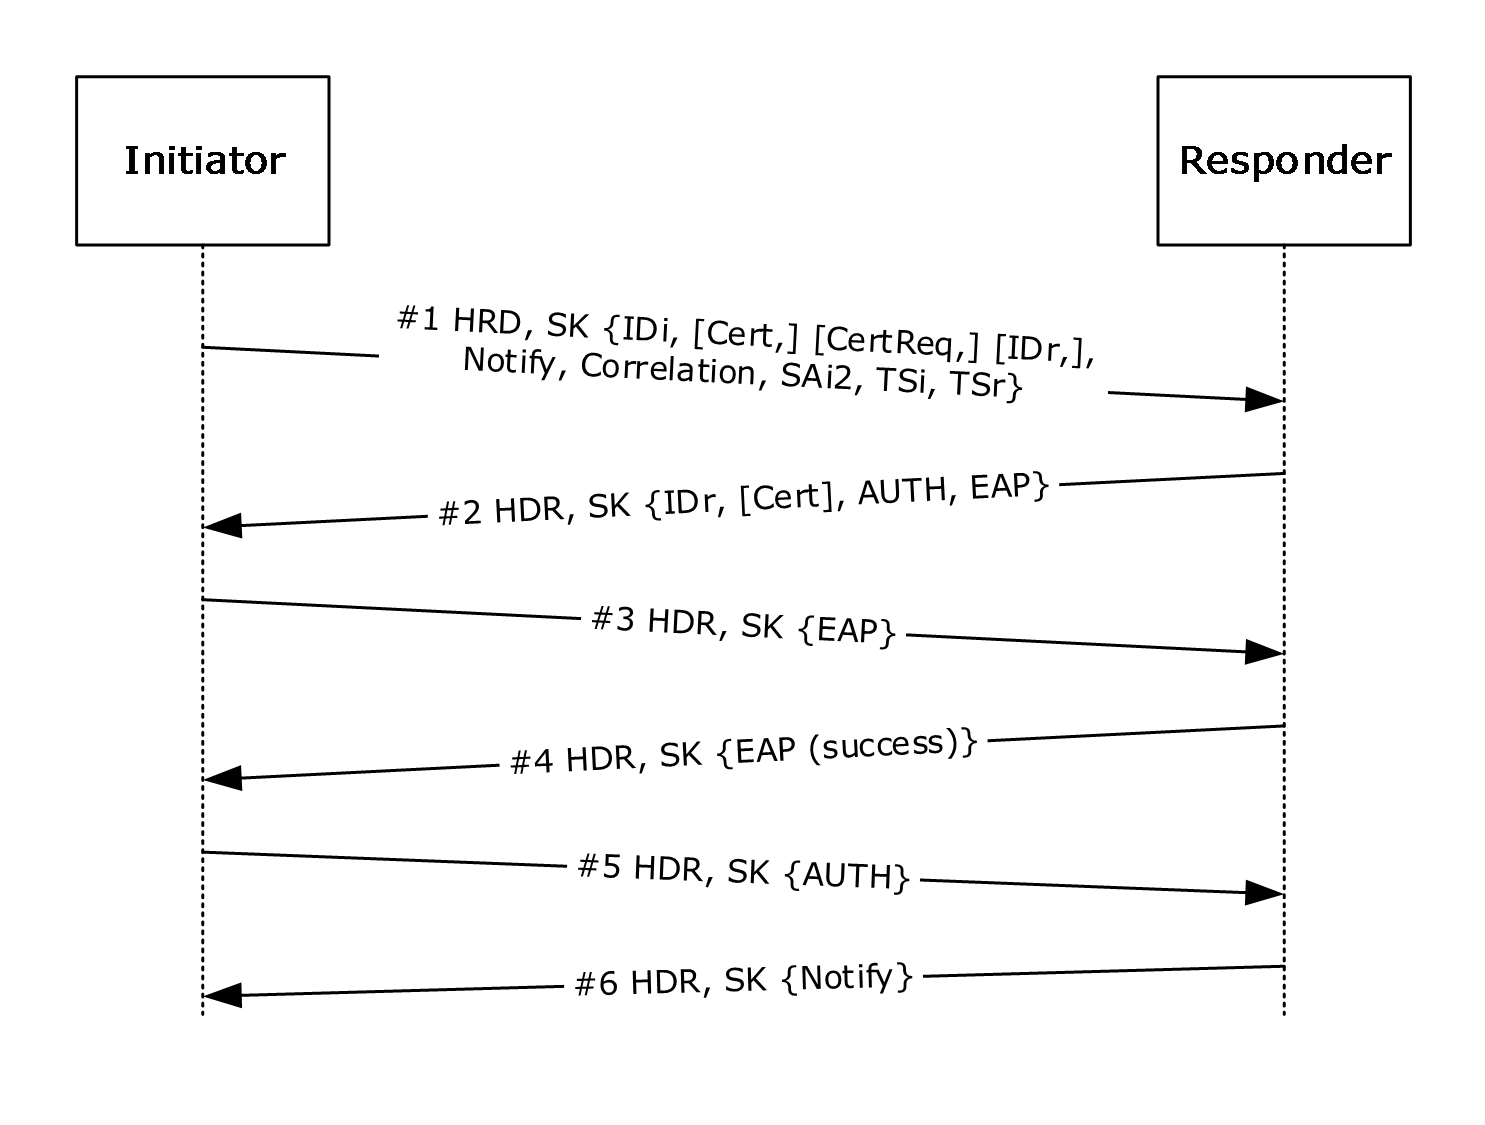 Initiator
Responder
#1 HRD, SK {IDi, [Cert,] [CertReq,] [IDr,],
Notify, Correlation, SAi2, TSi, TSr}
#2 HDR, SK {IDr, [Cert], AUTH, EAP}
#3 HDR, SK {EAP}
#4 HDR, SK {EAP (success)}
#5 HDR, SK {AUTH}
#6 HDR, SK {Notify}